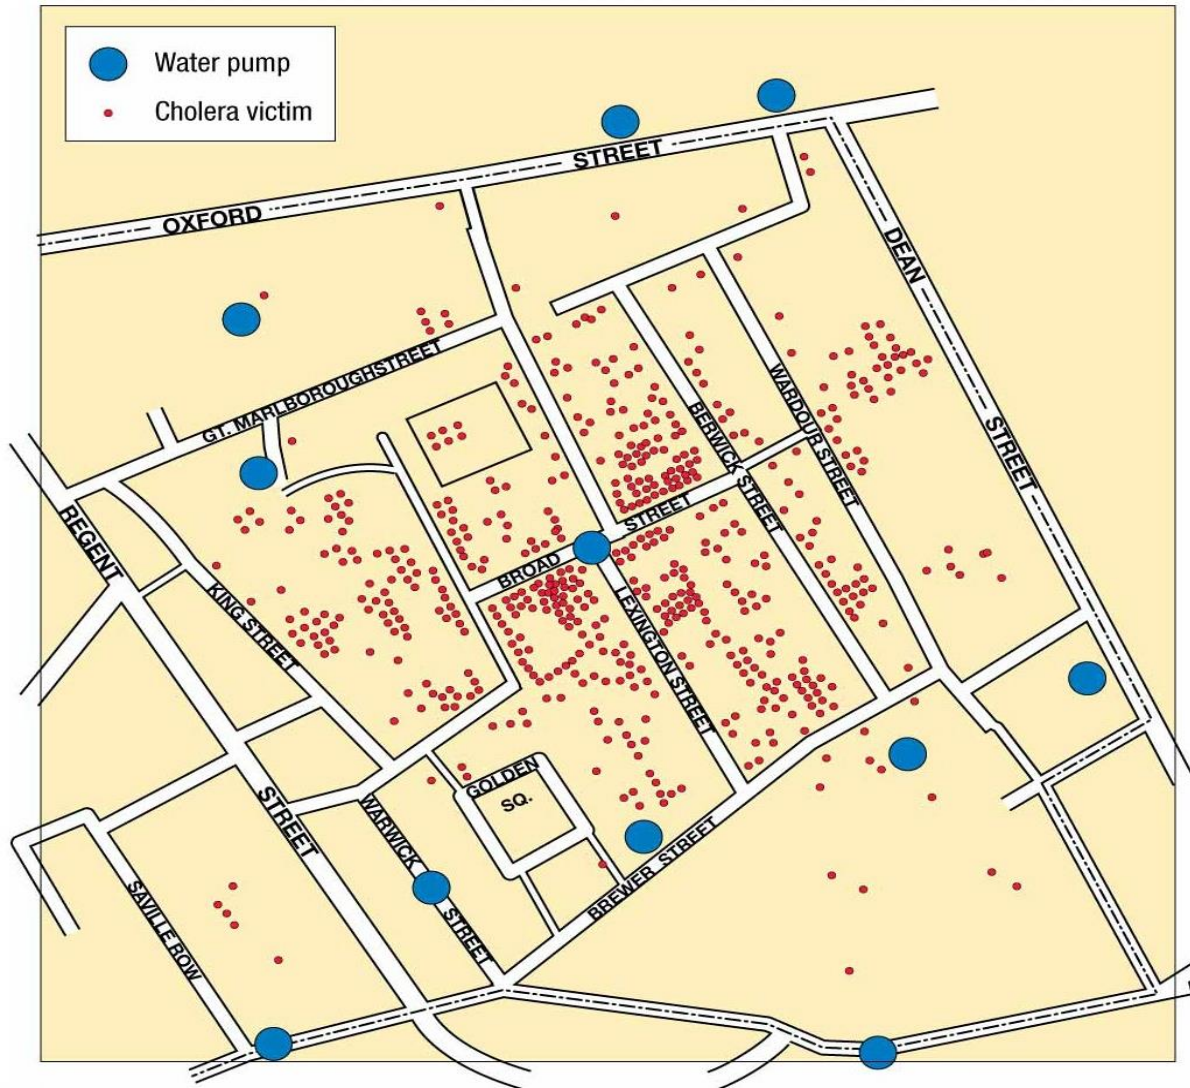 Water pump
Cholera victim
OXFORD STREET
DEAN STREET
GT. MARLBOROUGHSTREET
WARDOUR STREET
BERWICK STREET
REGENT STREET
BROAD STREET
KING STREET
LEXINGTON STREET
GOLDEN
SQ.
WARWICK STREET
BREWER STREET
SAVILLE ROW